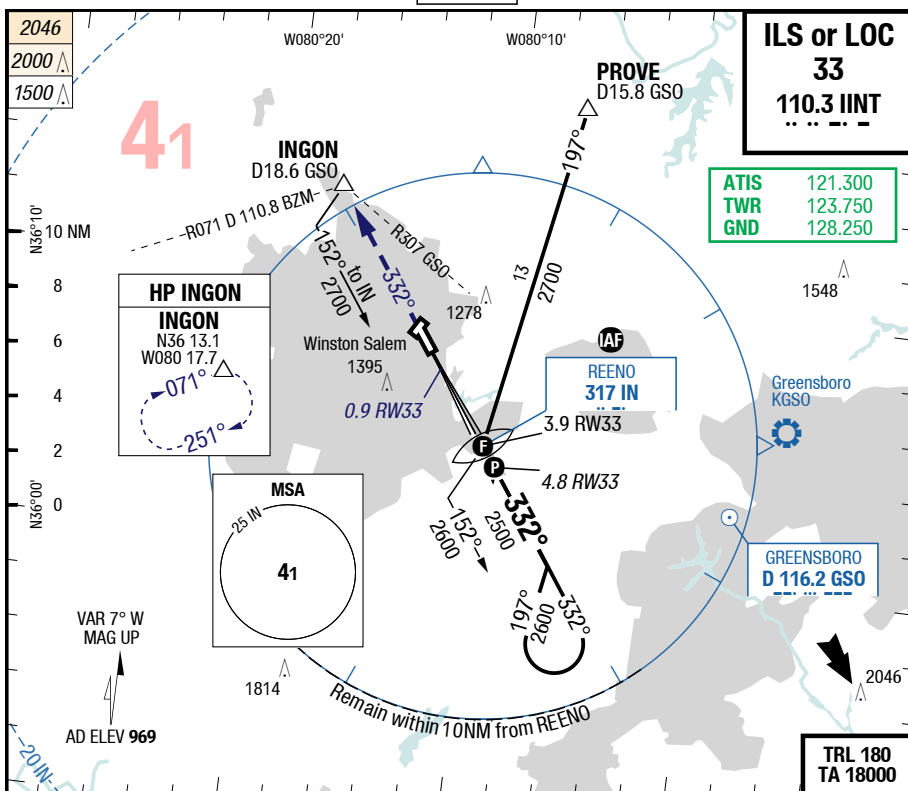 2046
2000
1500
41
W080°20'
W080°10'
ILS or LOC
33
110.3 IINT
ATIS 121.300
TWR 123.750
GND 128.250
PROVE
D15.8 GSO
197°
13
2700
INGON
D18.6 GSO
R071 D 110.8 BZM
R307 GSO
152° to IN
2700
332°
N36°10'
10 NM
8
6
4
2
0
N36°00'
HP INGON
INGON
N36 13.1
W080 17.7
071°
251°
1278
1548
Winston Salem
1395
0.9 RW33
IAF
REENO
317 IN
Greensboro
KGSO
F
3.9 RW33
P
4.8 RW33
152°
2600
332°
2500
MSA
25 IN
41
GREENSBORO
D 116.2 GSO
197°
2600
332°
VAR 7° W
MAG UP
AD ELEV 969
1814
2046
Remain within 10NM from REENO
20 IN
TRL 180
TA 18000